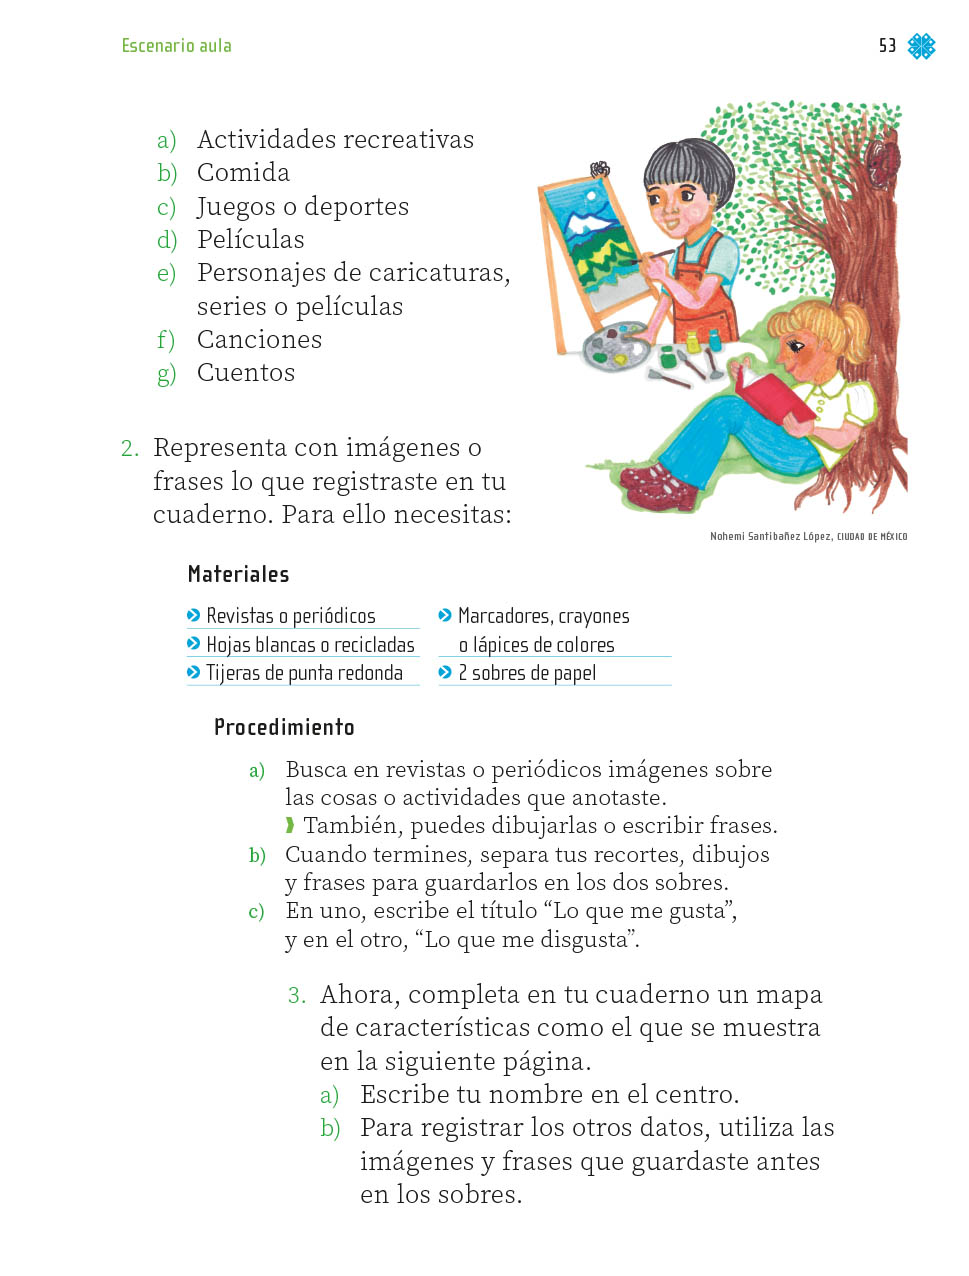 Escenario aula
53
a) Actividades recreativas
b) Comida
c) Juegos o deportes
d) Películas
e) Personajes de caricaturas,
series o películas
f) Canciones
g) Cuentos
2. Representa con imágenes o
frases lo que registraste en tu
cuaderno. Para ello necesitas:
Nohemi Santibañez López, CIUDAD DE MÉXICO
Materiales
Revistas o periódicos
Hojas blancas o recicladas
Tijeras de punta redonda
Marcadores, crayones
o lápices de colores
2 sobres de papel
Procedimiento
a) Busca en revistas o periódicos imágenes sobre
las cosas o actividades que anotaste.
También, puedes dibujarlas o escribir frases.
b) Cuando termines, separa tus recortes, dibujos
y frases para guardarlos en los dos sobres.
c) En uno, escribe el título “Lo que me gusta”,
y en el otro, “Lo que me disgusta”.
3. Ahora, completa en tu cuaderno un mapa
de características como el que se muestra
en la siguiente página.
a) Escribe tu nombre en el centro.
b) Para registrar los otros datos, utiliza las
imágenes y frases que guardaste antes
en los sobres.